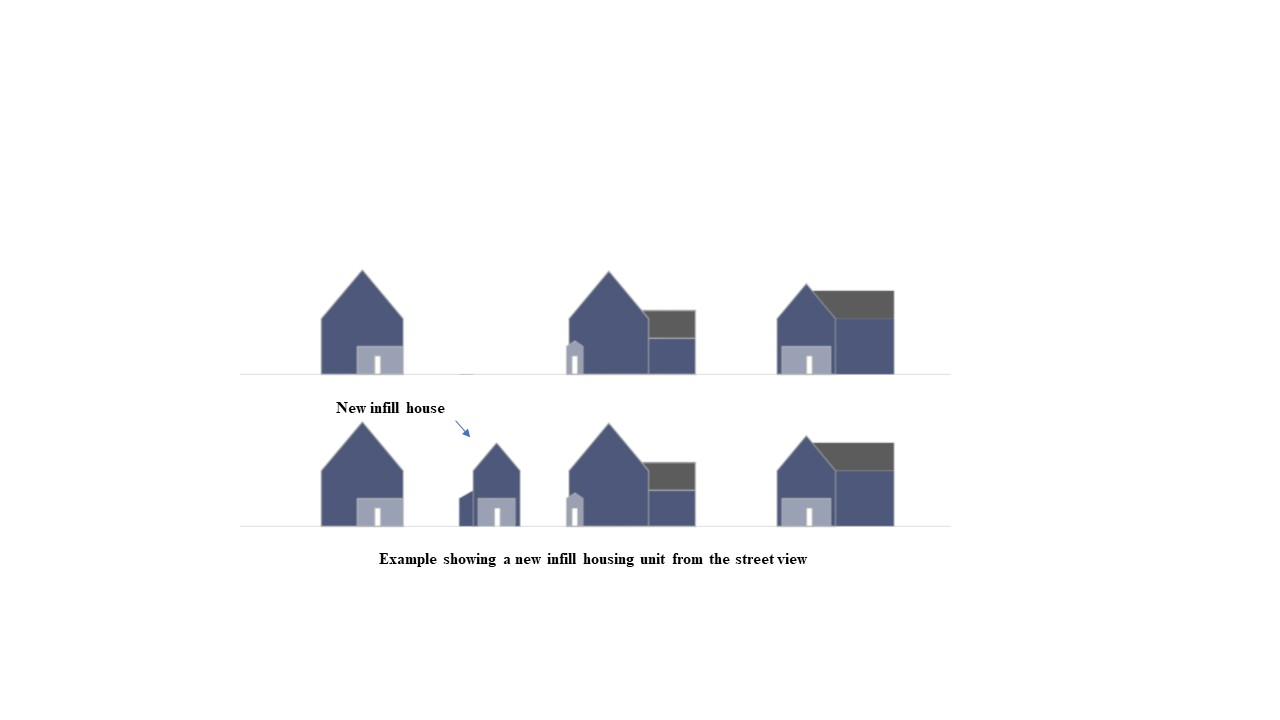 New infill house
Example showing a new infill housing unit from the street view